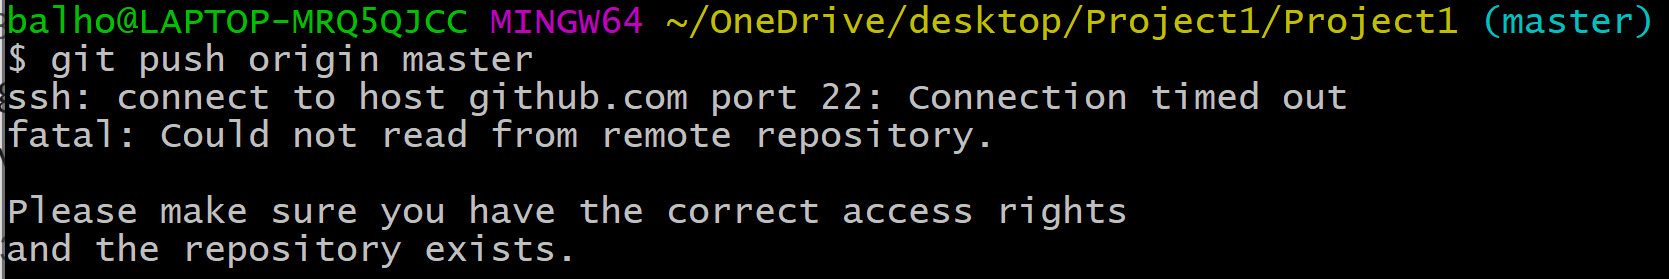 balho@LAPTOP-MRQ5QJCC MINGW64 ~/OneDrive/desktop/Project1/Project1 (master)
$ git push origin master
ssh: connect to host github.com port 22: Connection timed out
fatal: Could not read from remote repository.

Please make sure you have the correct access rights
and the repository exists.